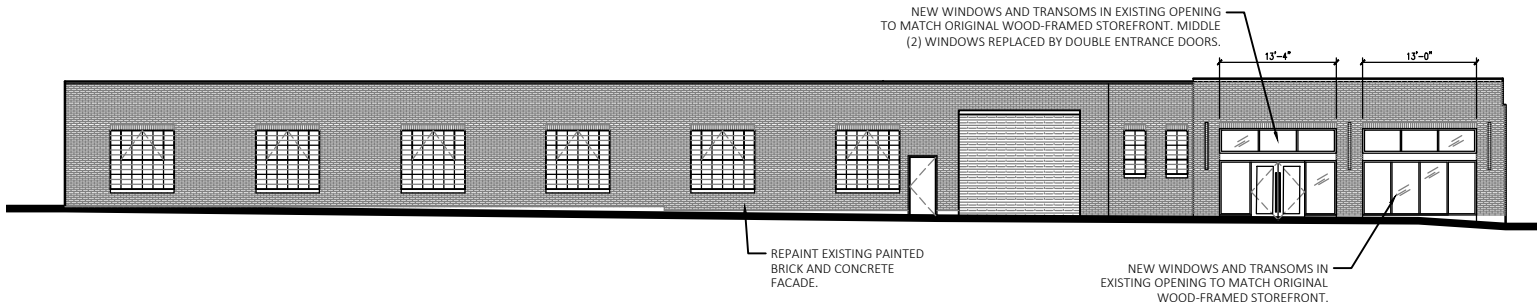 NEW WINDOWS AND TRANSOMS IN EXISTING OPENING
TO MATCH ORIGINAL WOOD-FRAMED STOREFRONT. MIDDLE
(2) WINDOWS REPLACED BY DOUBLE ENTRANCE DOORS.
13'-4"
13'-0"
REPAINT EXISTING PAINTED
BRICK AND CONCRETE
FACADE.
NEW WINDOWS AND TRANSOMS IN
EXISTING OPENING TO MATCH ORIGINAL
WOOD-FRAMED STOREFRONT.